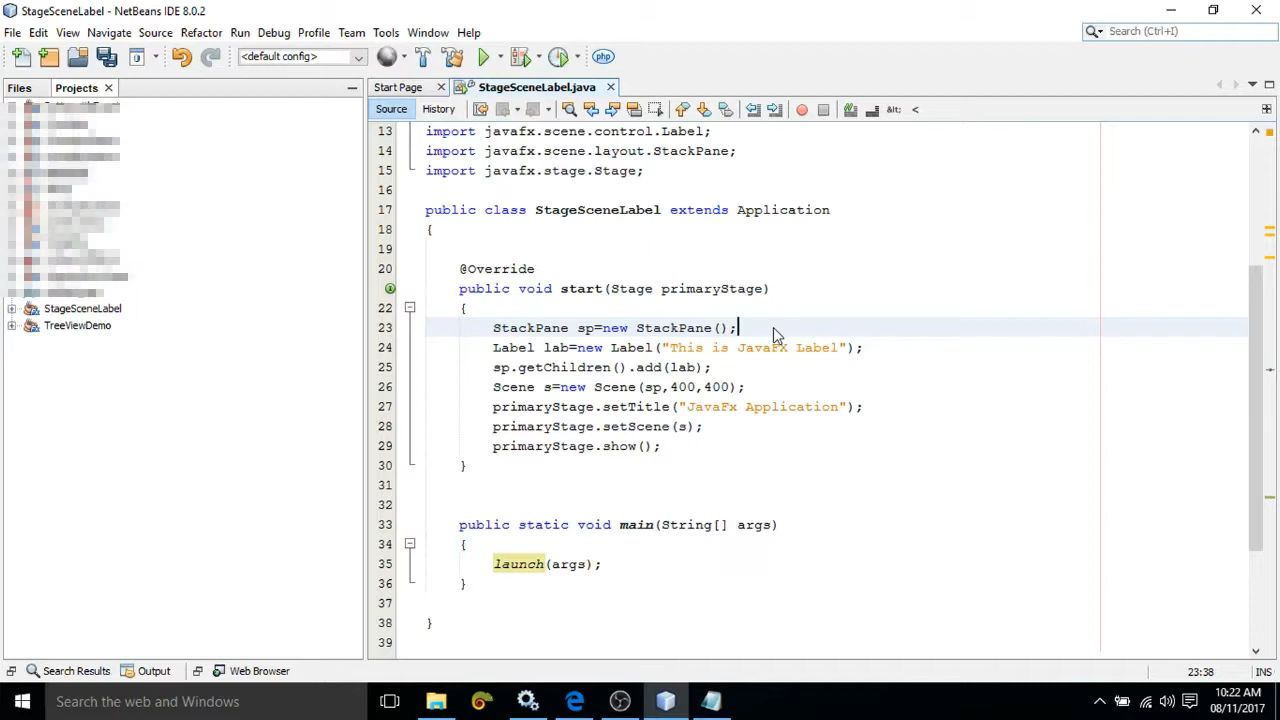 StageSceneLabel - NetBeans IDE 8.0.2
File Edit View Navigate Source Refactor Run Debug Profile Team Tools Window Help
Search (Ctrl+I)
<default config>
php
Files Projects
Start Page StageSceneLabel.java
Source History
StageSceneLabel
TreeViewDemo
13 import javafx.scene.control.Label;
14 import javafx.scene.layout.StackPane;
15 import javafx.stage.Stage;
16
17 public class StageSceneLabel extends Application
18 {
19
20 @Override
public void start(Stage primaryStage)
22 {
23 StackPane sp=new StackPane();
24 Label lab=new Label("This is JavaFX Label");
25 sp.getChildren().add(lab);
26 Scene s=new Scene(sp,400,400);
27 primaryStage.setTitle("JavaFx Application");
28 primaryStage.setScene(s);
29 primaryStage.show();
30 }
31
32
33 public static void main(String[] args)
34 {
35 launch(args);
36 }
37
38 }
39
Search Results Output Web Browser
23:38 INS
Search the web and Windows
10:22 AM
08/11/2017